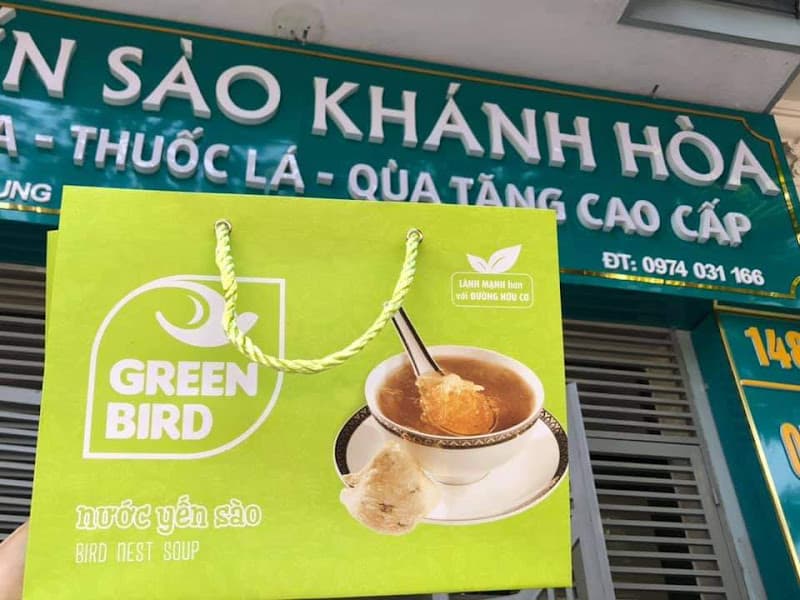 SÀO KHÁNH HÒA
- THUỐC LÁ - QÙA TẶNG CAO CẤP
ĐT: 0974 031 166
148
GREEN
BIRD
LÀNH MẠNH hơn
với ĐƯỜNG HỮU CƠ
nước yến sào
BIRD NEST SOUP